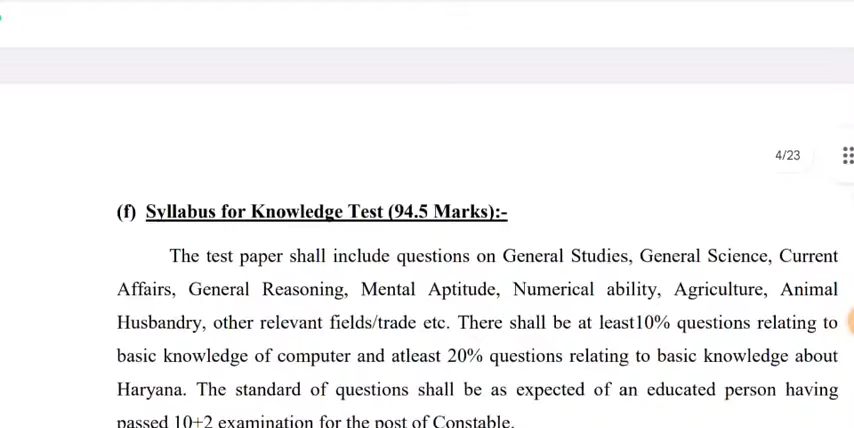 4/23
(f) Syllabus for Knowledge Test (94.5 Marks):-
The test paper shall include questions on General Studies, General Science, Current
Affairs, General Reasoning, Mental Aptitude, Numerical ability, Agriculture, Animal
Husbandry, other relevant fields/trade etc. There shall be at least10% questions relating to
basic knowledge of computer and atleast 20% questions relating to basic knowledge about
Haryana. The standard of questions shall be as expected of an educated person having
passed 10+2 examination for the post of Constable.